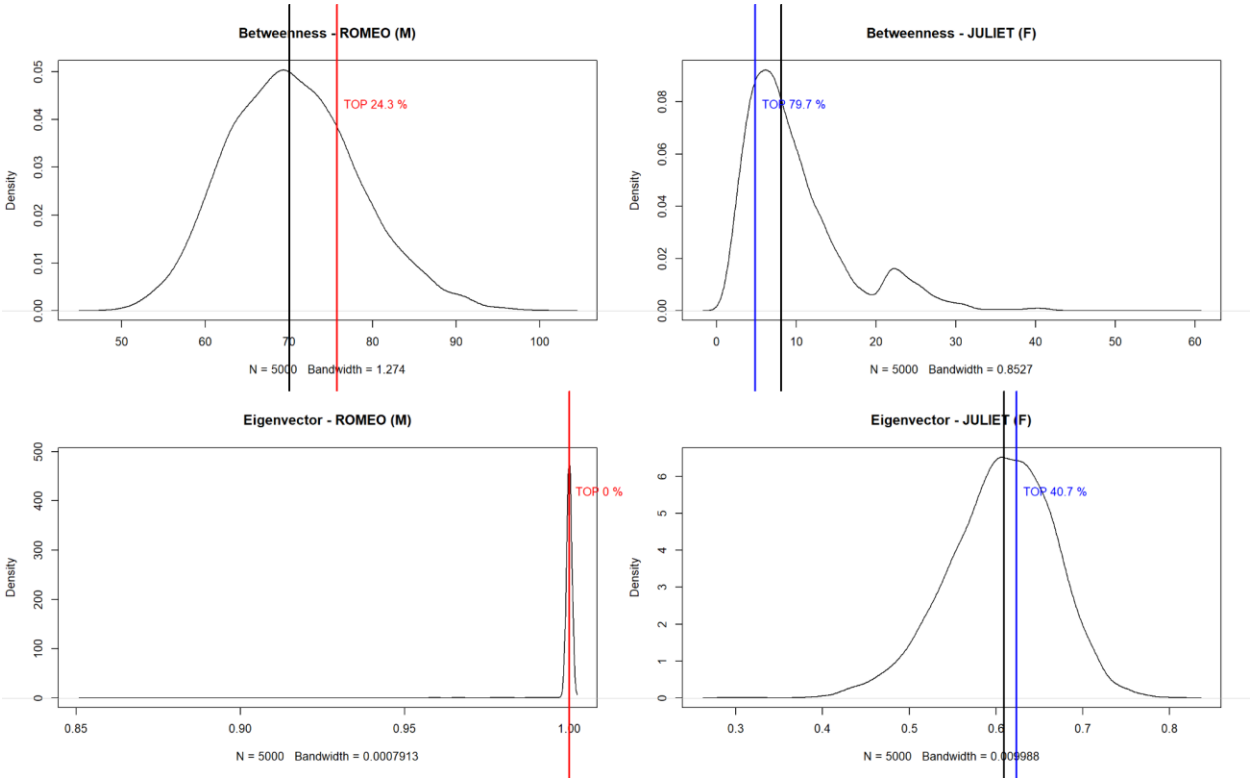 Betweenness - ROMEO (M)
Density
0.00 0.01 0.02 0.03 0.04 0.05
TOP 24.3 %
50 60 70 80 90 100
N = 5000 Bandwidth = 1.274
Betweenness - JULIET (F)
Density
0.00 0.02 0.04 0.06 0.08
TOP 79.7 %
0 10 20 30 40 50 60
N = 5000 Bandwidth = 0.8527
Eigenvector - ROMEO (M)
Density
0 100 200 300 400 500
TOP 0 %
0.85 0.90 0.95 1.00
N = 5000 Bandwidth = 0.0007913
Eigenvector - JULIET (F)
Density
0 1 2 3 4 5 6
TOP 40.7 %
0.3 0.4 0.5 0.6 0.7 0.8
N = 5000 Bandwidth = 0.009988